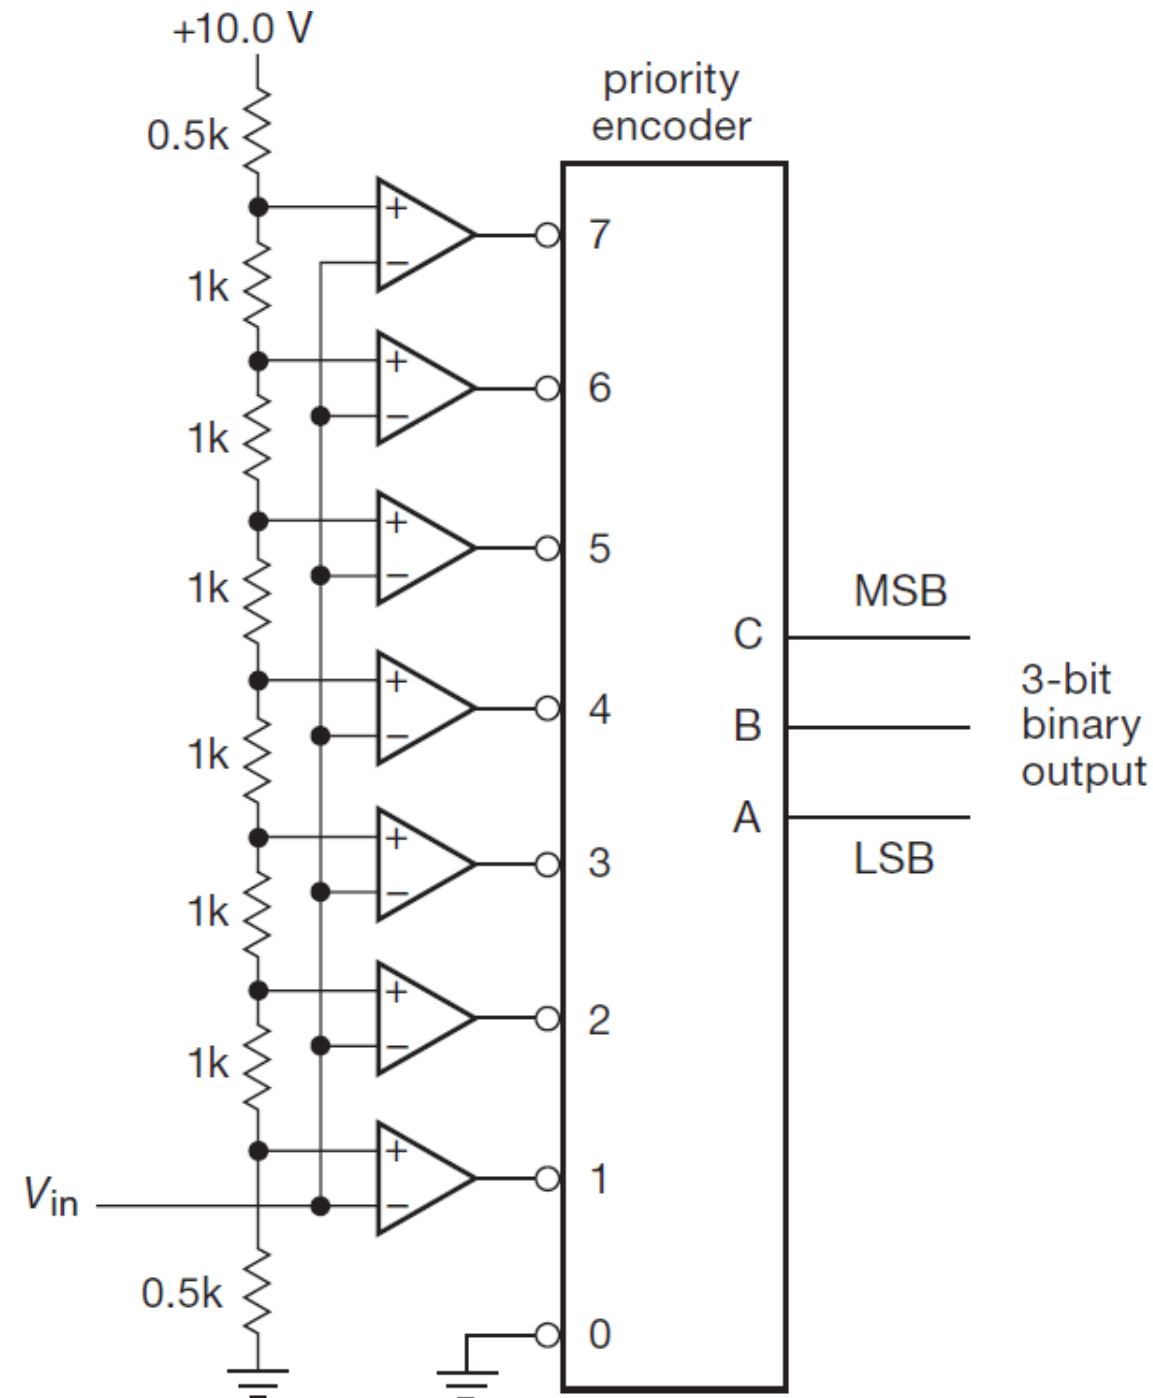 +10.0 V
priority
encoder
0.5k
+
7
−
1k
+
6
−
1k
+
5
−
1k
MSB
C
+
4
3-bit
B
binary
−
1k
output
A
+
3
LSB
−
1k
+
2
−
1k
+
1
Vin
−
0.5k
0